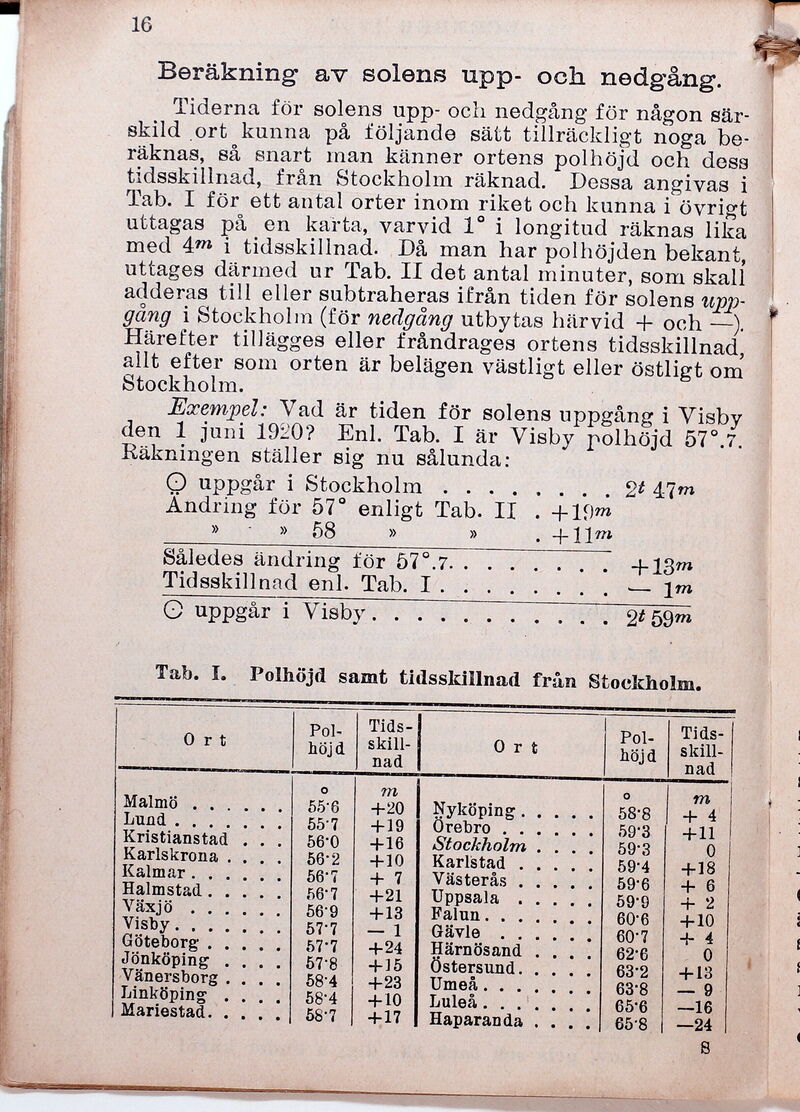 16
Beräkning av solens upp- och nedgång.
Tiderna för solens upp- och nedgång för någon sär-
skild ort kunna på följande sätt tillräckligt noga be-
räknas, så snart man känner ortens polhöjd och dess
tidsskillnad, från Stockholm räknad. Dessa angivas i
Tab. I för ett antal orter inom riket och kunna i övrigt
uttagas på en karta, varvid 1° i longitud räknas lika
med 4m i tidsskillnad. Då man har polhöjden bekant,
uttages därmed ur Tab. II det antal minuter, som skall
adderas till eller subtraheras ifrån tiden för solens upp-
gång i Stockholm (för nedgång utbytas härvid + och —).
Härefter tillägges eller fråndrages ortens tidsskillnad,
allt efter som orten är belägen västligt eller östligt om
Stockholm.
Exempel: Vad är tiden för solens uppgång i Visby
den 1 juni 1920? Enl. Tab. I är Visby polhöjd 57°.7.
Räkningen ställer sig nu sålunda:
☉ uppgår i Stockholm . . . . . . . . 2t 47m
Ändring för 57° enligt Tab. II . +19m
» » 58 » » . +11m
Således ändring för 57°.7. . . . . . . . +13m
Tidsskillnad enl. Tab. I . . . . . . . . — 1m
☉ uppgår i Visby. . . . . . . . . . . . 2t 59m
Tab. I. Polhöjd samt tidsskillnad från Stockholm.
Ort Pol-höjd Tids-skill-nad Ort Pol-höjd Tids-skill-nad
° m ° m
Malmö . . . . . . 55·6 +20 Nyköping . . . . . 58·8 + 4
Lund . . . . . . . 55·7 +19 Örebro . . . . . . 59·3 +11
Kristianstad . . . 56·0 +16 Stockholm . . . . 59·3 0
Karlskrona . . . . 56·2 +10 Karlstad . . . . . 59·4 +18
Kalmar . . . . . . 56·7 + 7 Västerås . . . . . 59·6 + 6
Halmstad . . . . . 56·7 +21 Uppsala . . . . . 59·9 + 2
Växjö . . . . . . 56·9 +13 Falun . . . . . . . 60·6 +10
Visby . . . . . . . 57·7 — 1 Gävle . . . . . . 60·7 + 4
Göteborg . . . . . 57·7 +24 Härnösand . . . . 62·6 0
Jönköping . . . . 57·8 +15 Östersund . . . . . 63·2 +13
Vänersborg . . . . 58·4 +23 Umeå . . . . . . . 63·8 — 9
Linköping . . . . 58·4 +10 Luleå . . . . . . . 65·6 —16
Mariestad . . . . . 58·7 +17 Haparanda . . . . 65·8 —24
8